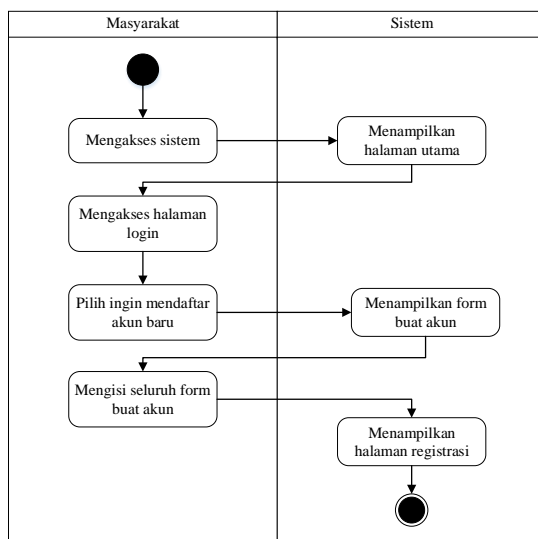 Masyarakat
Sistem
Mengakses sistem
Menampilkan
halaman utama
Mengakses halaman
login
Pilih ingin mendaftar
akun baru
Menampilkan form
buat akun
Mengisi seluruh form
buat akun
Menampilkan
halaman registrasi